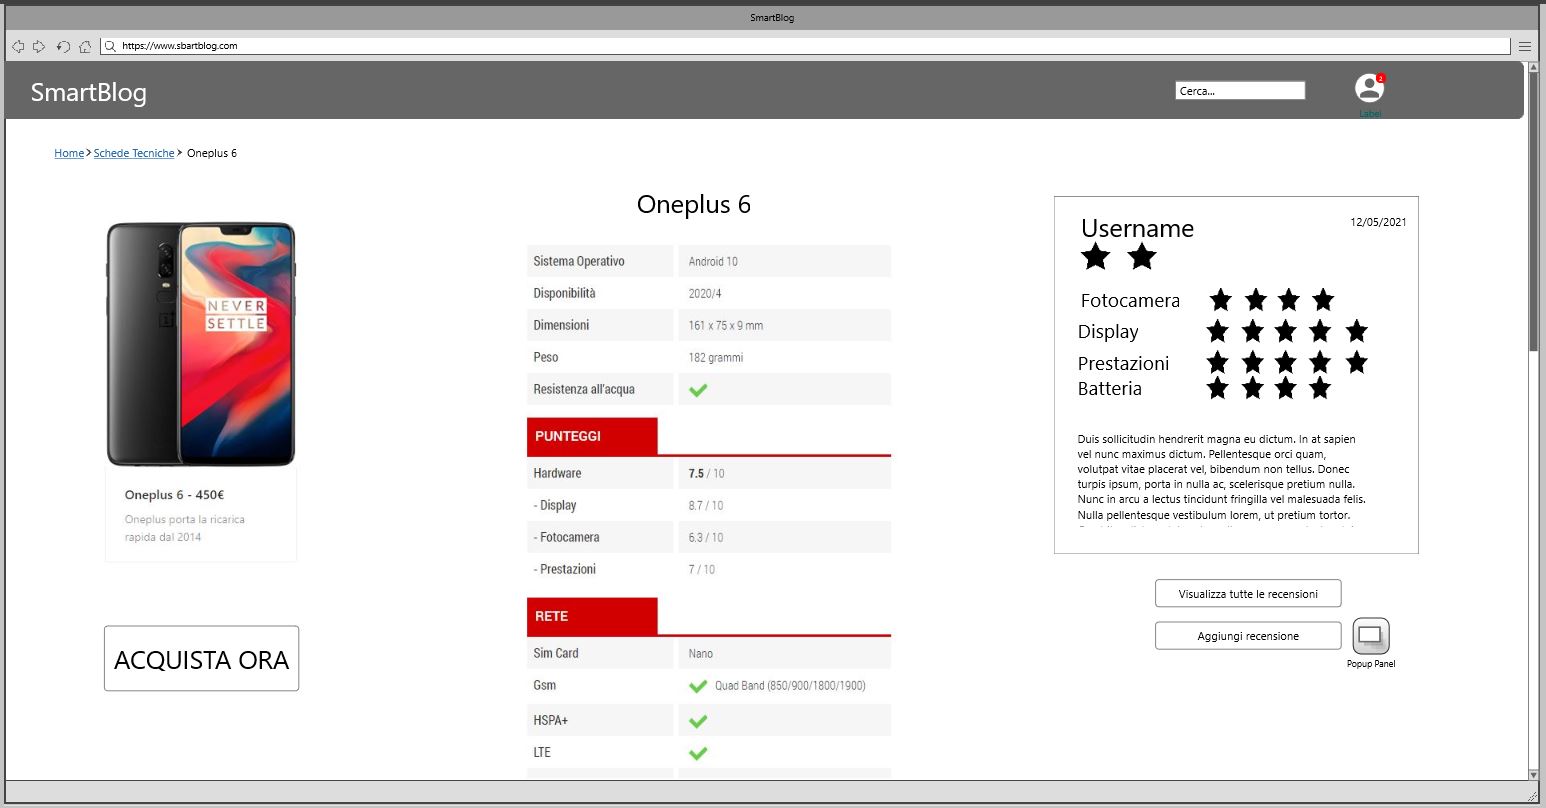 SmartBlog
https://www.sbartblog.com
SmartBlog
Cerca...
2
Label
Home > Schede Tecniche > Oneplus 6
NEVER
SETTLE
Oneplus 6 - 450€
Oneplus porta la ricarica
rapida dal 2014
ACQUISTA ORA
Oneplus 6
Sistema Operativo Android 10
Disponibilità 2020/4
Dimensioni 161 x 75 x 9 mm
Peso 182 grammi
Resistenza all'acqua
PUNTEGGI
Hardware 7.5 / 10
- Display 8.7 / 10
- Fotocamera 6.3 / 10
- Prestazioni 7 / 10
RETE
Sim Card Nano
Gsm Quad Band (850/900/1800/1900)
HSPA+
LTE
Username 12/05/2021
Fotocamera
Display
Prestazioni
Batteria
Duis sollicitudin hendrerit magna eu dictum. In at sapien
vel nunc maximus dictum. Pellentesque orci quam,
volutpat vitae placerat vel, bibendum non tellus. Donec
turpis ipsum, porta in nulla ac, scelerisque pretium nulla.
Nunc in arcu a lectus tincidunt fringilla vel malesuada felis.
Nulla pellentesque vestibulum lorem, ut pretium tortor.
Visualizza tutte le recensioni
Aggiungi recensione
Popup Panel